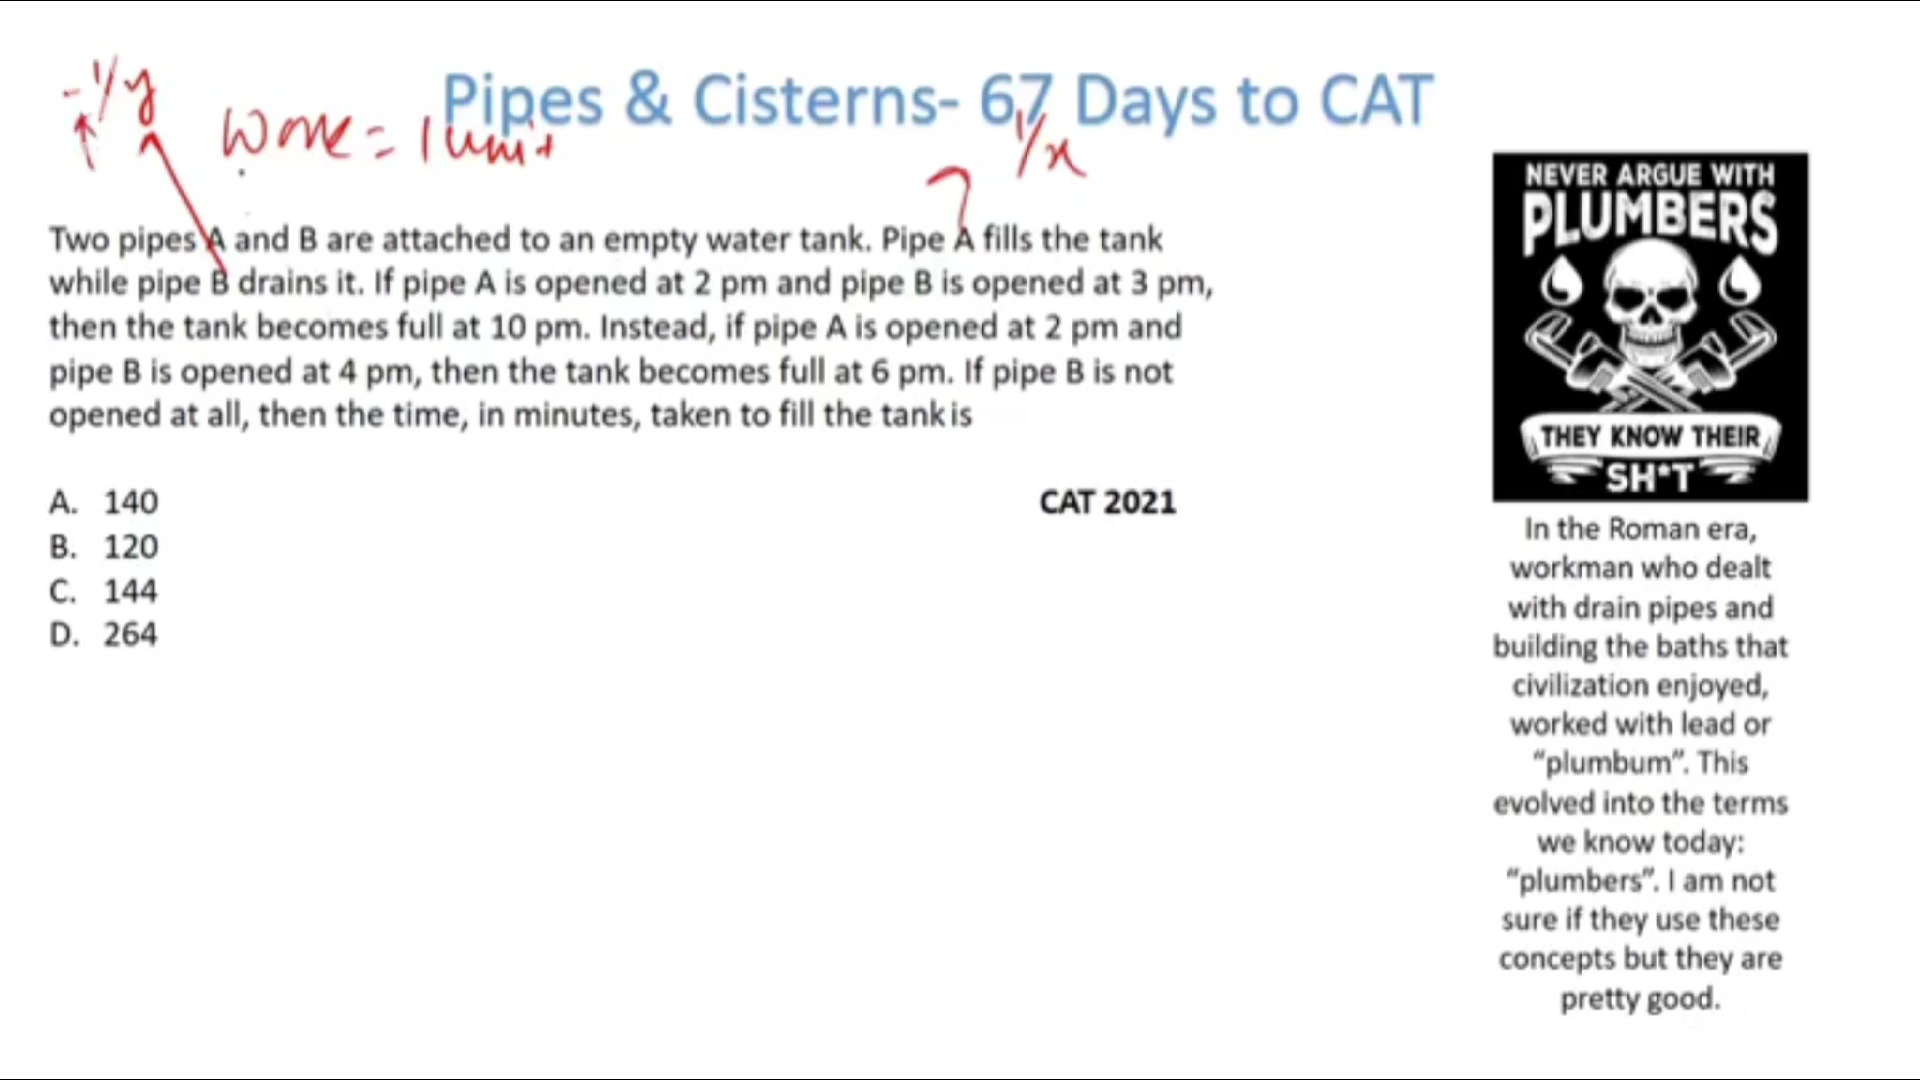 -1/y
Work = 1 unit
Pipes & Cisterns- 67 Days to CAT
1/x
Two pipes A and B are attached to an empty water tank. Pipe A fills the tank
while pipe B drains it. If pipe A is opened at 2 pm and pipe B is opened at 3 pm,
then the tank becomes full at 10 pm. Instead, if pipe A is opened at 2 pm and
pipe B is opened at 4 pm, then the tank becomes full at 6 pm. If pipe B is not
opened at all, then the time, in minutes, taken to fill the tank is
A. 140
CAT 2021
B. 120
C. 144
D. 264
NEVER ARGUE WITH
PLUMBERS
THEY KNOW THEIR
SH*T
In the Roman era,
workman who dealt
with drain pipes and
building the baths that
civilization enjoyed,
worked with lead or
“plumbum”. This
evolved into the terms
we know today:
“plumbers”. I am not
sure if they use these
concepts but they are
pretty good.